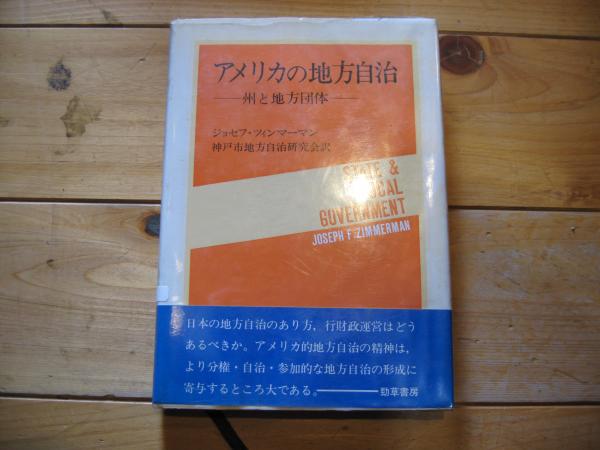 アメリカの地方自治
—州と地方団体—
ジョセフ・ツィンマーマン
神戸市地方自治研究会訳
STATE &
LOCAL
GOVERNMENT
JOSEPH F. ZIMMERMAN
日本の地方自治のあり方，行財政運営はどう
あるべきか。アメリカ的地方自治の精神は，
より分権・自治・参加的な地方自治の形成に
寄与するところ大である。——勁草書房